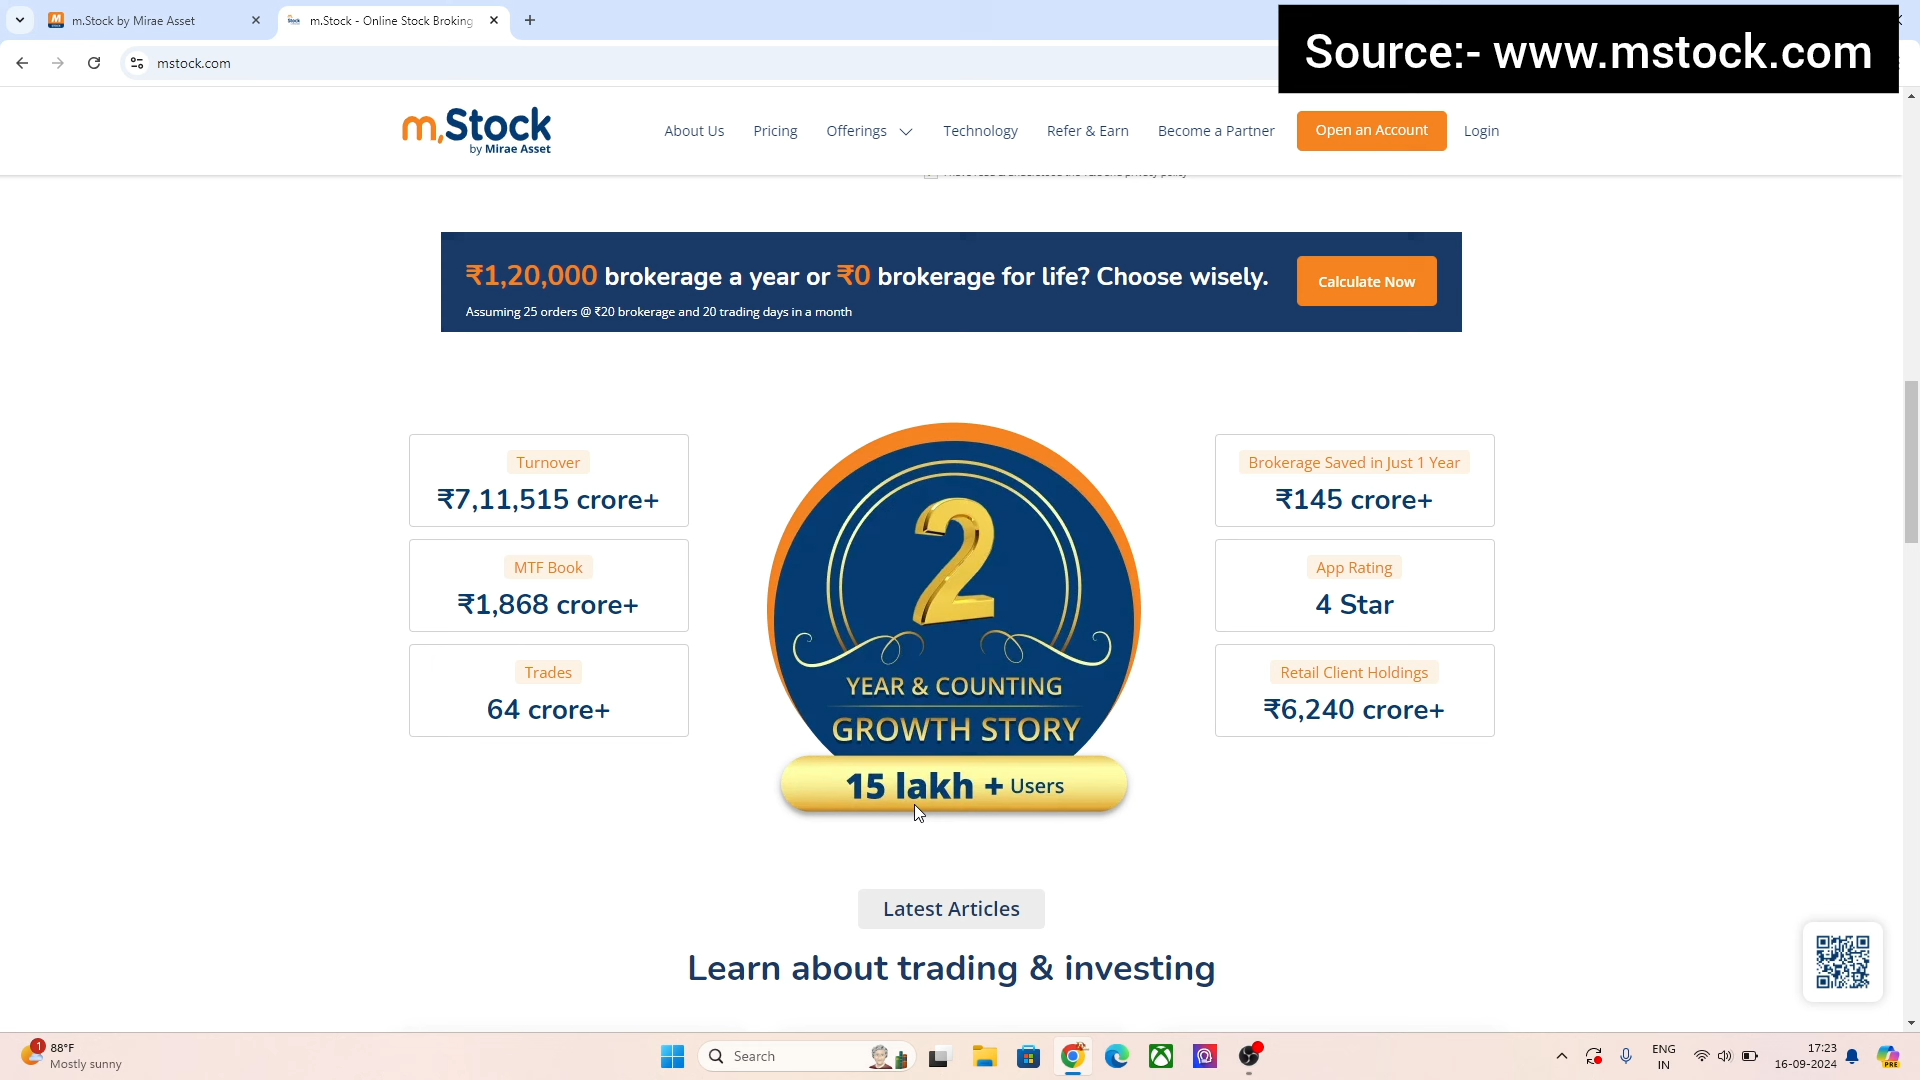 m.Stock by Mirae Asset
m.Stock - Online Stock Broking
mstock.com
Source:- www.mstock.com
m.Stock
by Mirae Asset
About Us
Pricing
Offerings
Technology
Refer & Earn
Become a Partner
Open an Account
Login
₹1,20,000 brokerage a year or ₹0 brokerage for life? Choose wisely.
Assuming 25 orders @ ₹20 brokerage and 20 trading days in a month
Calculate Now
Turnover
₹7,11,515 crore+
MTF Book
₹1,868 crore+
Trades
64 crore+
2
YEAR & COUNTING
GROWTH STORY
15 lakh + Users
Brokerage Saved in Just 1 Year
₹145 crore+
App Rating
4 Star
Retail Client Holdings
₹6,240 crore+
Latest Articles
Learn about trading & investing
1
88°F
Mostly sunny
Search
ENG
IN
17:23
16-09-2024
PRE